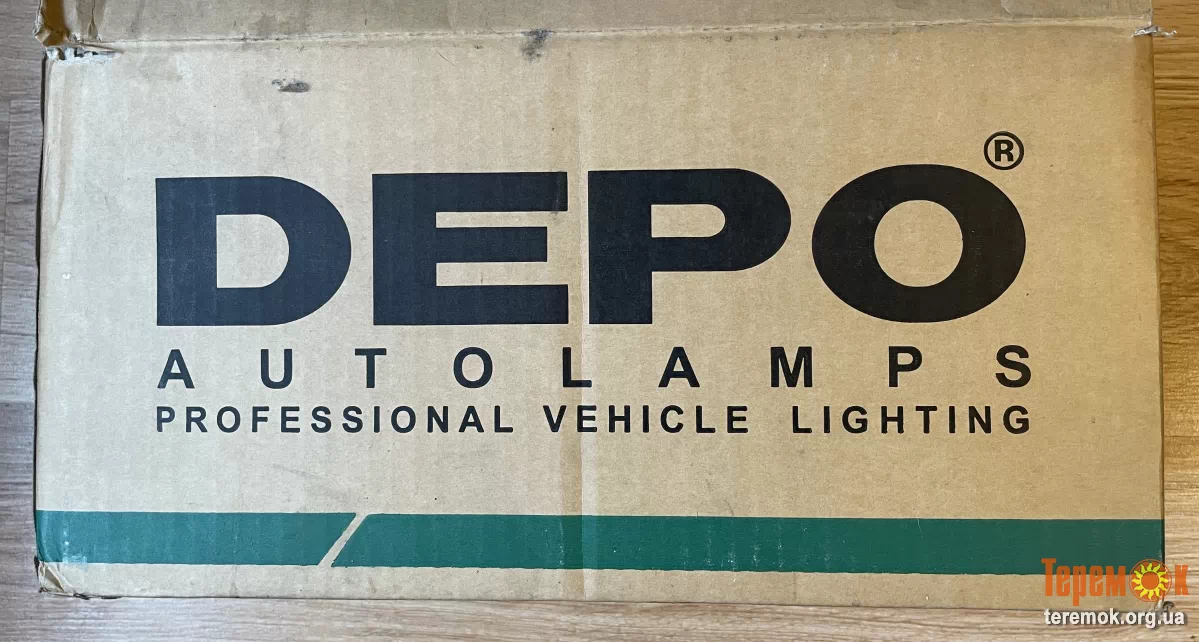 DEPO®
AUTOLAMPS
PROFESSIONAL VEHICLE LIGHTING
Теремок
teremok.org.ua